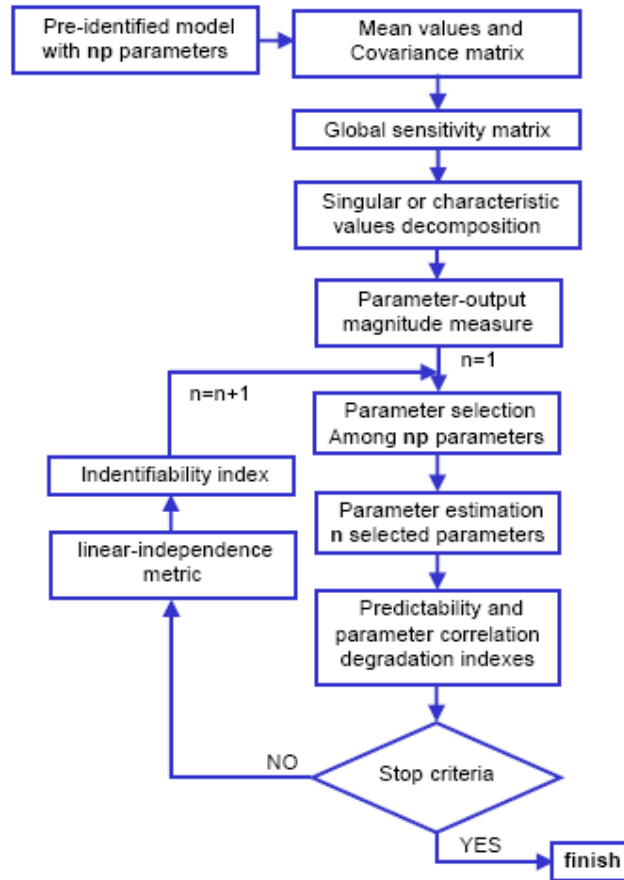 Pre-identified model
with np parameters
Mean values and
Covariance matrix
Global sensitivity matrix
Singular or characteristic
values decomposition
Parameter-output
magnitude measure
n=1
n=n+1
Parameter selection
Among np parameters
Indentifiability index
Parameter estimation
n selected parameters
linear-independence
metric
Predictability and
parameter correlation
degradation indexes
NO
Stop criteria
YES
finish